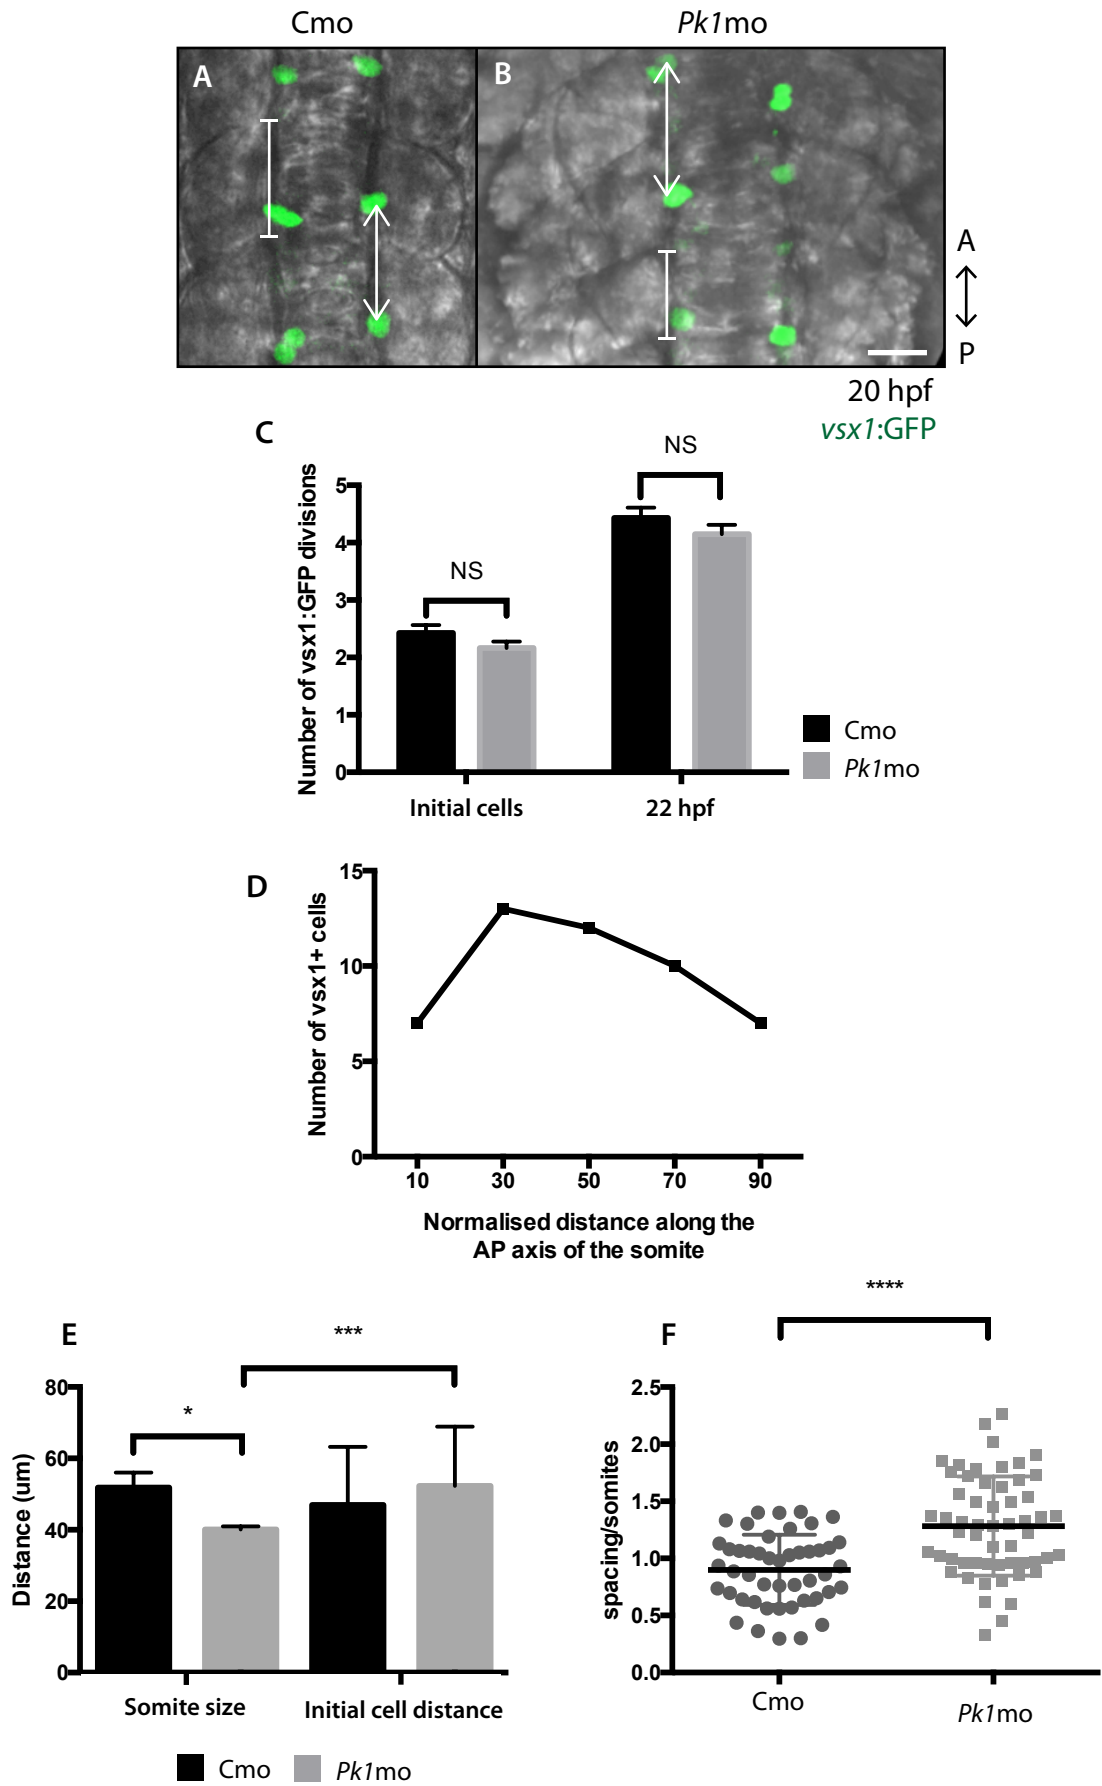 Cmo
Pk1mo
A
B
A
P
20 hpf
vsx1:GFP
C
NS
NS
Number of vsx1:GFP divisions
5
4
3
2
1
0
Initial cells
22 hpf
Cmo
Pk1mo
D
Number of vsx1+ cells
15
10
5
0
10
30
50
70
90
Normalised distance along the
AP axis of the somite
E
***
*
Distance (um)
80
60
40
20
0
Somite size
Initial cell distance
Cmo
Pk1mo
F
****
spacing/somites
2.5
2.0
1.5
1.0
0.5
0.0
Cmo
Pk1mo